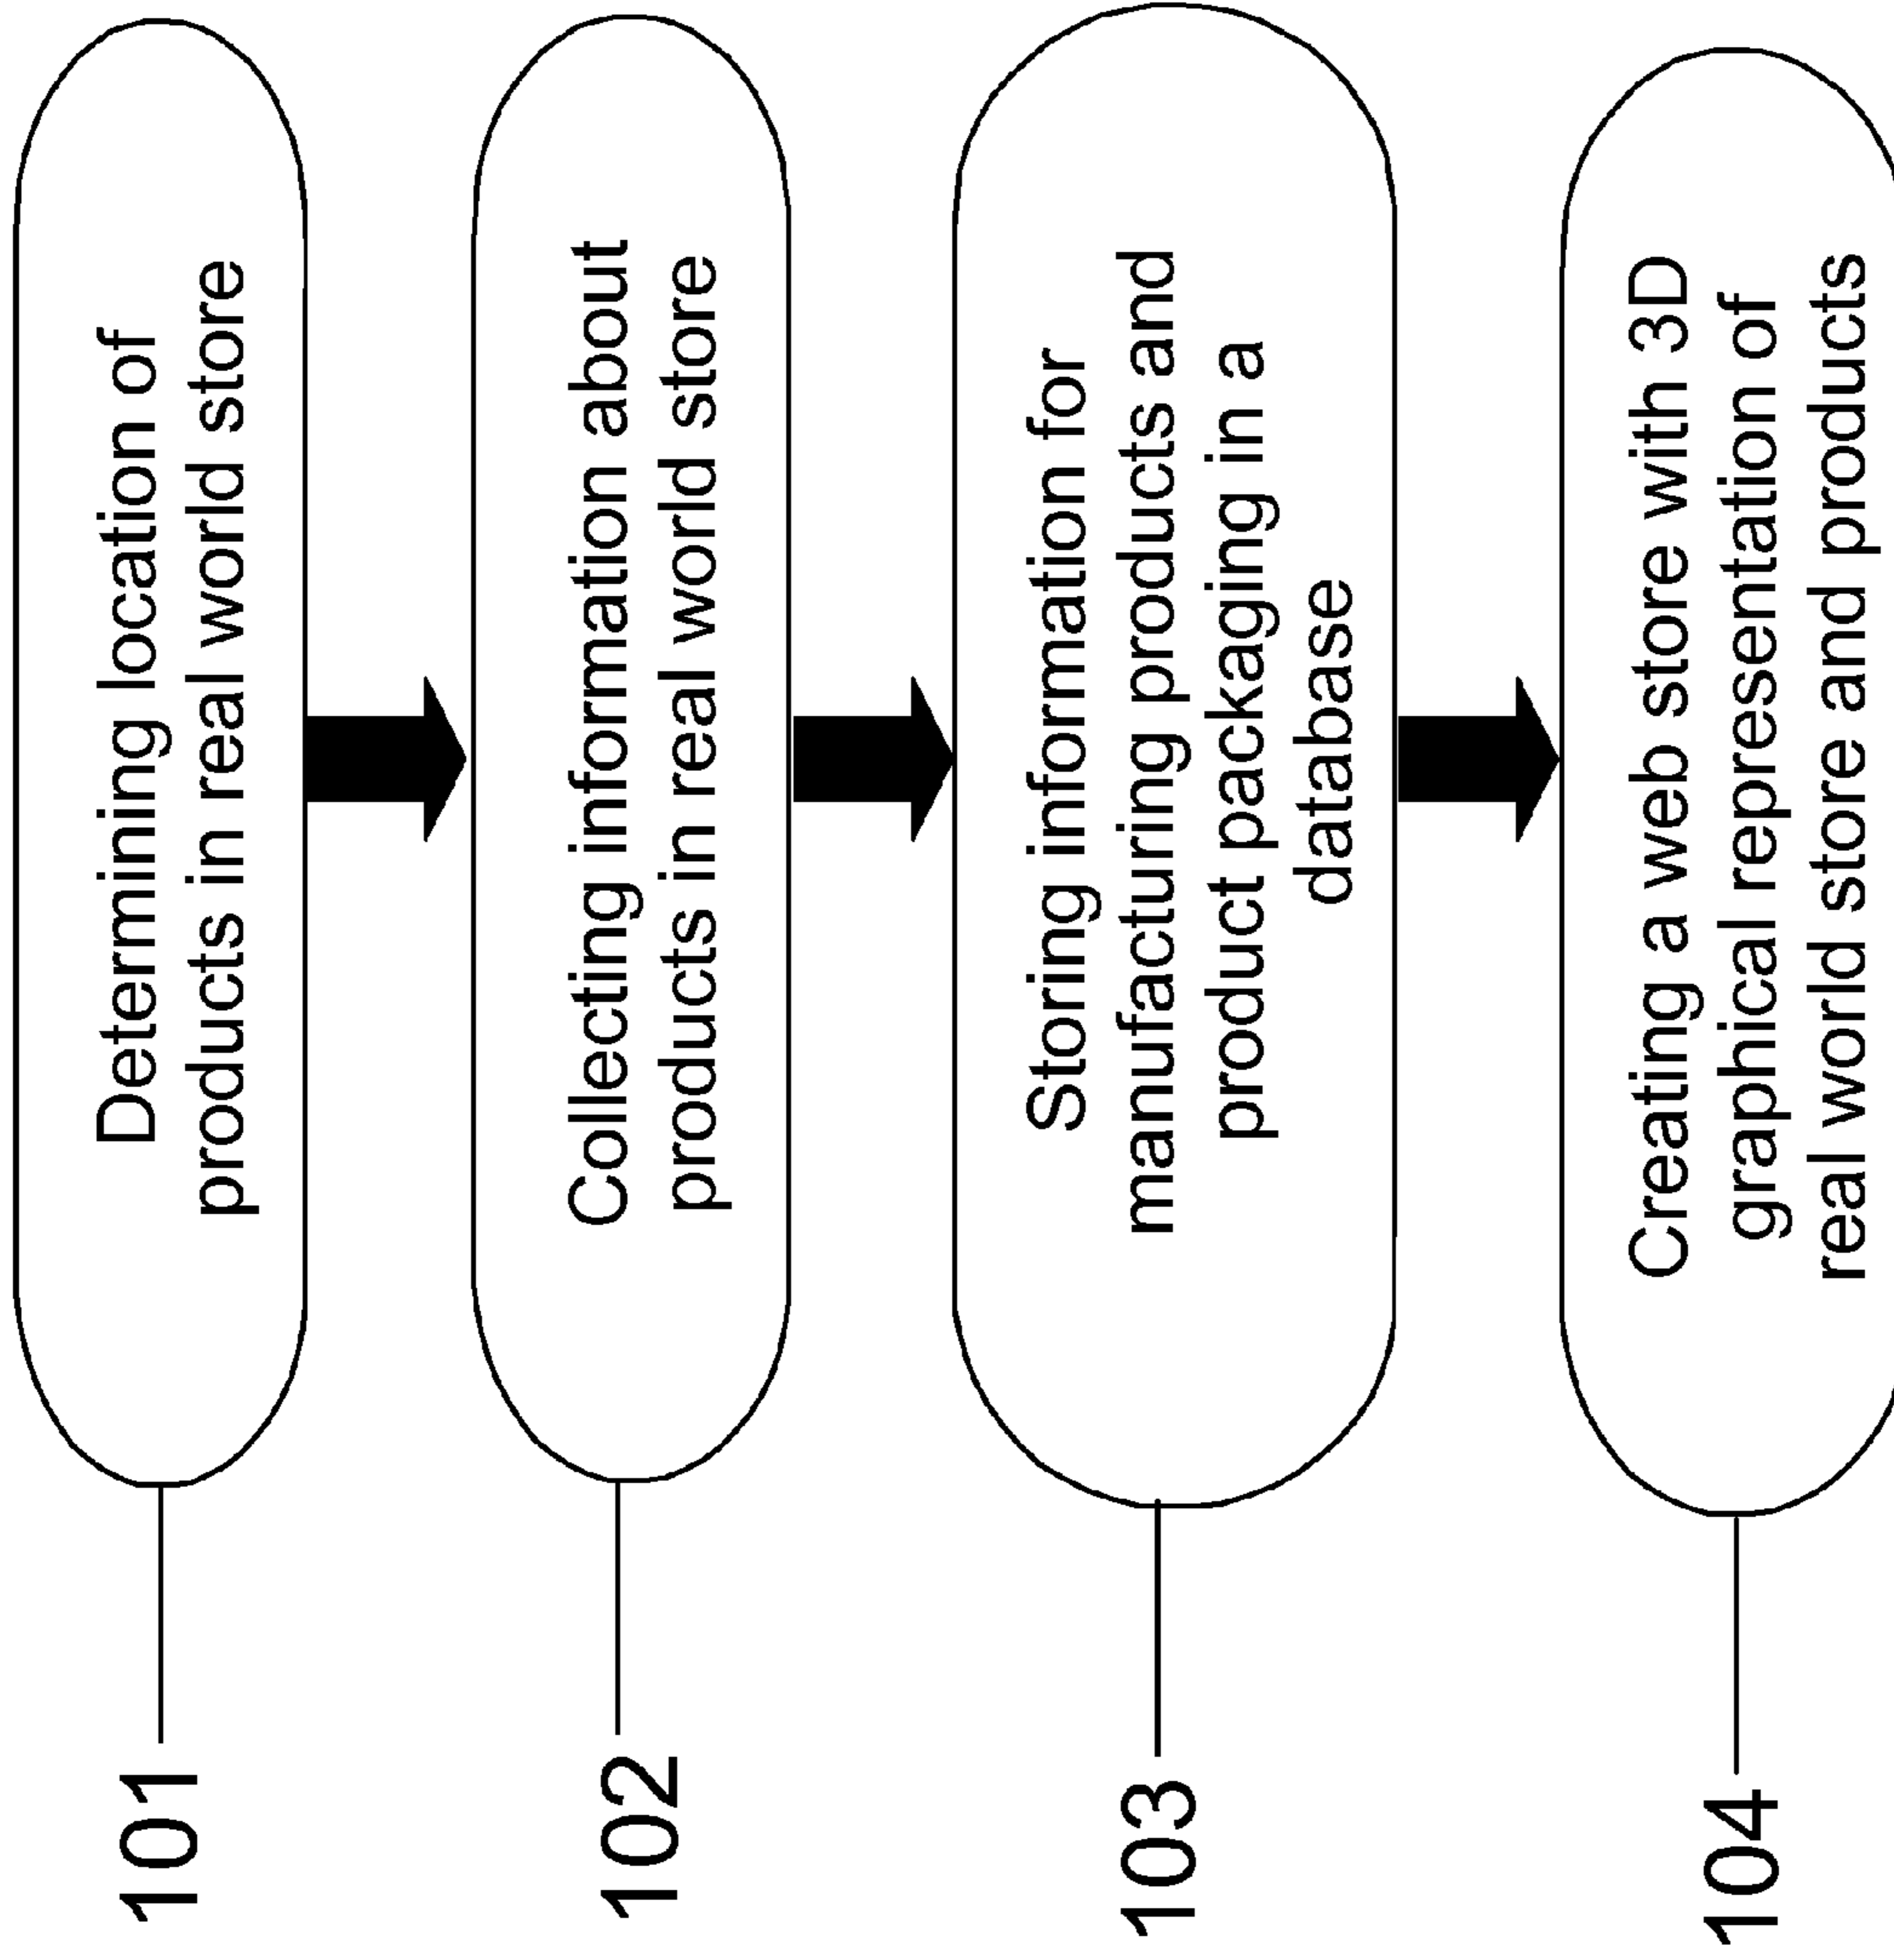 101
Determining location of
products in real world store
102
Collecting information about
products in real world store
103
Storing information for
manufacturing products and
product packaging in a
database
104
Creating a web store with 3D
graphical representation of
real world store and products